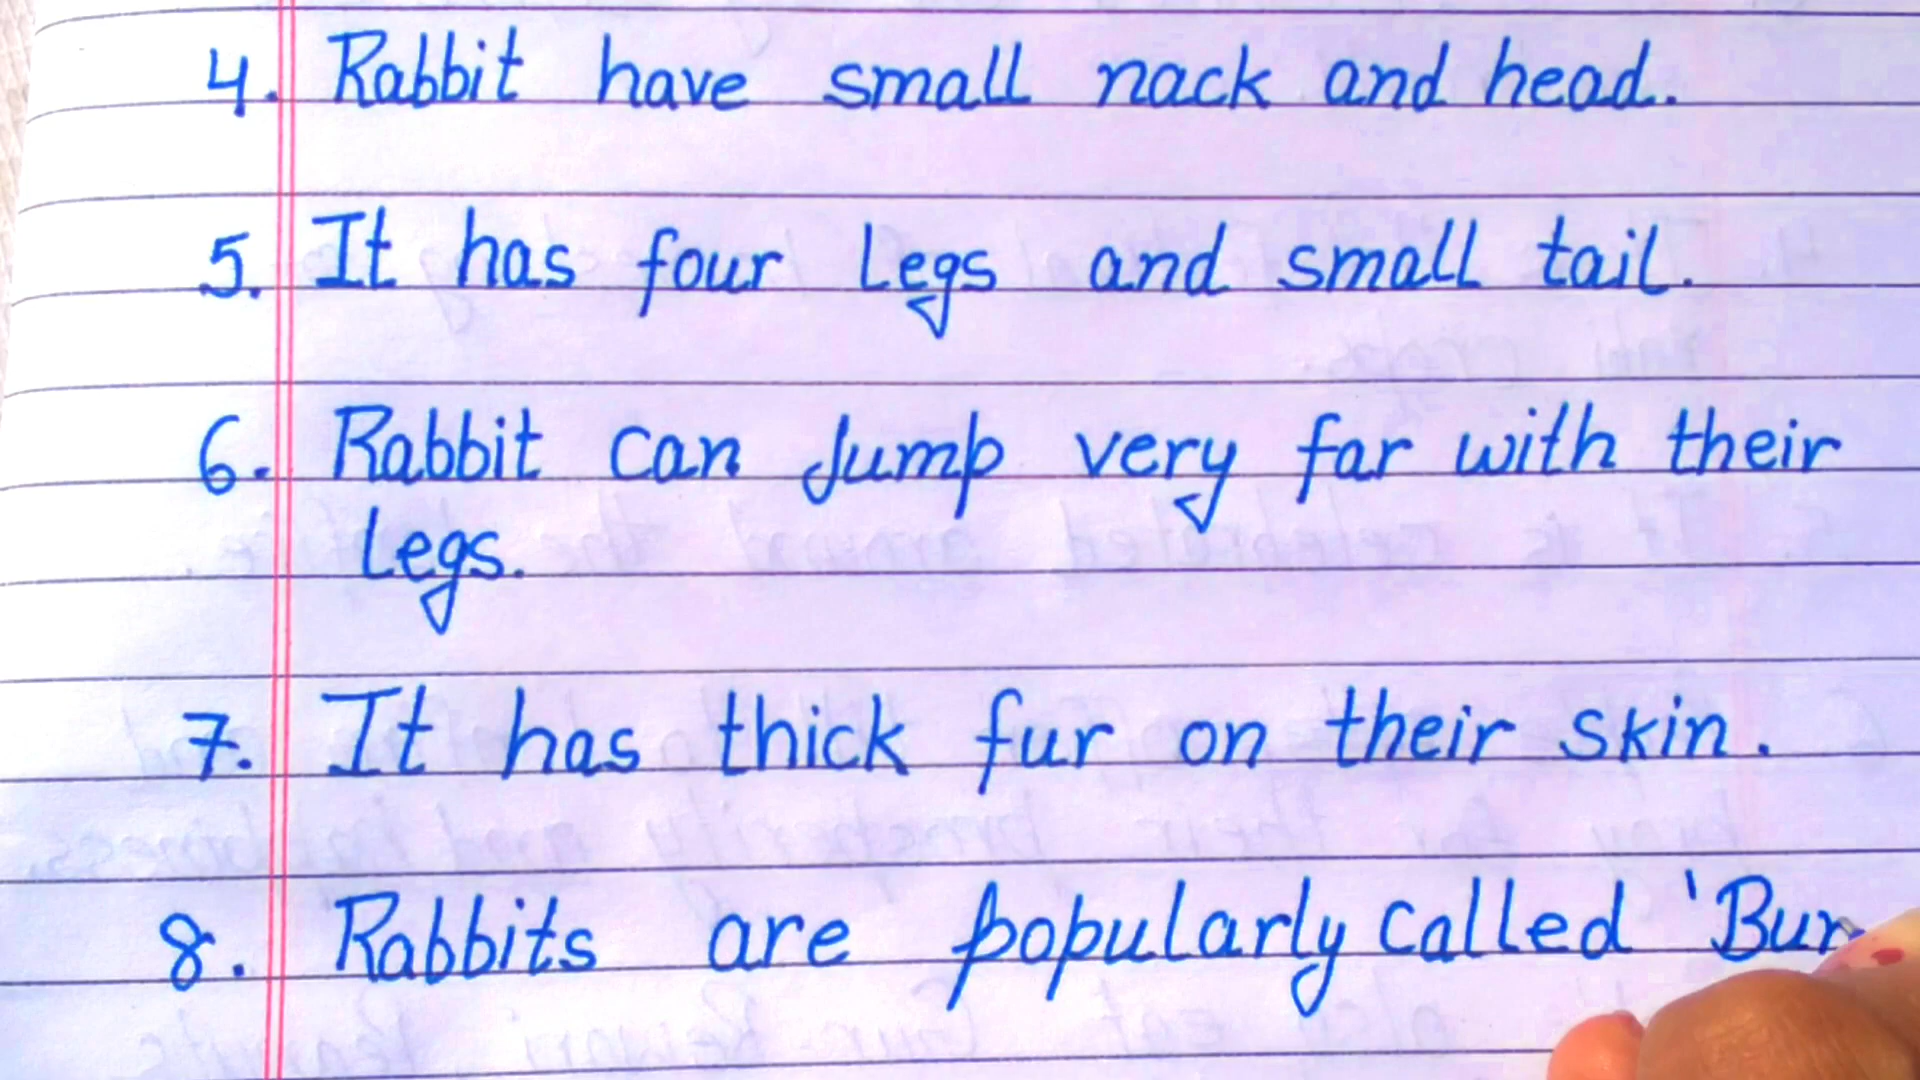 4. Rabbit have small nack and head.
5. It has four Legs and small tail.
6. Rabbit can Jump very far with their
Legs.
7. It has thick fur on their skin.
8. Rabbits are popularly called 'Bun